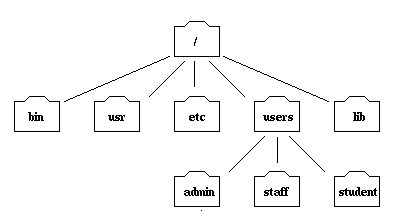 /
bin usr etc users lib
admin staff student